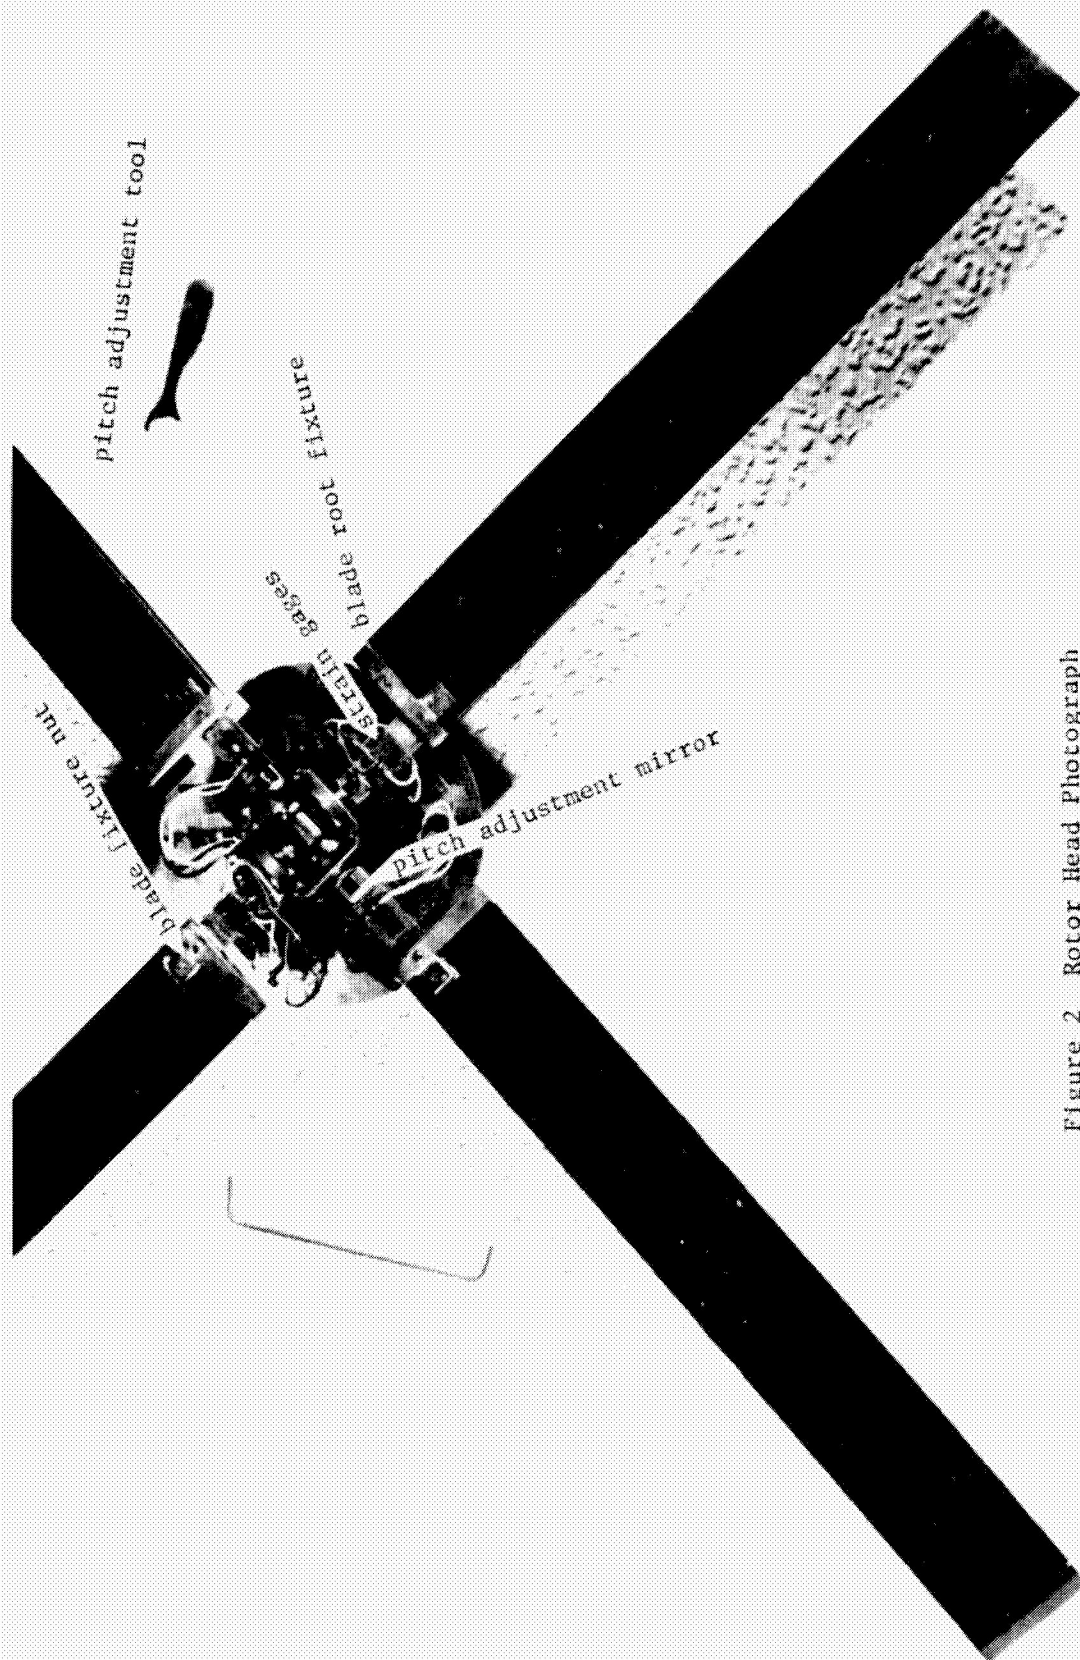 pitch adjustment tool
blade root fixture
strain gages
blade fixture nut
pitch adjustment mirror
Figure 2 Rotor Head Photograph